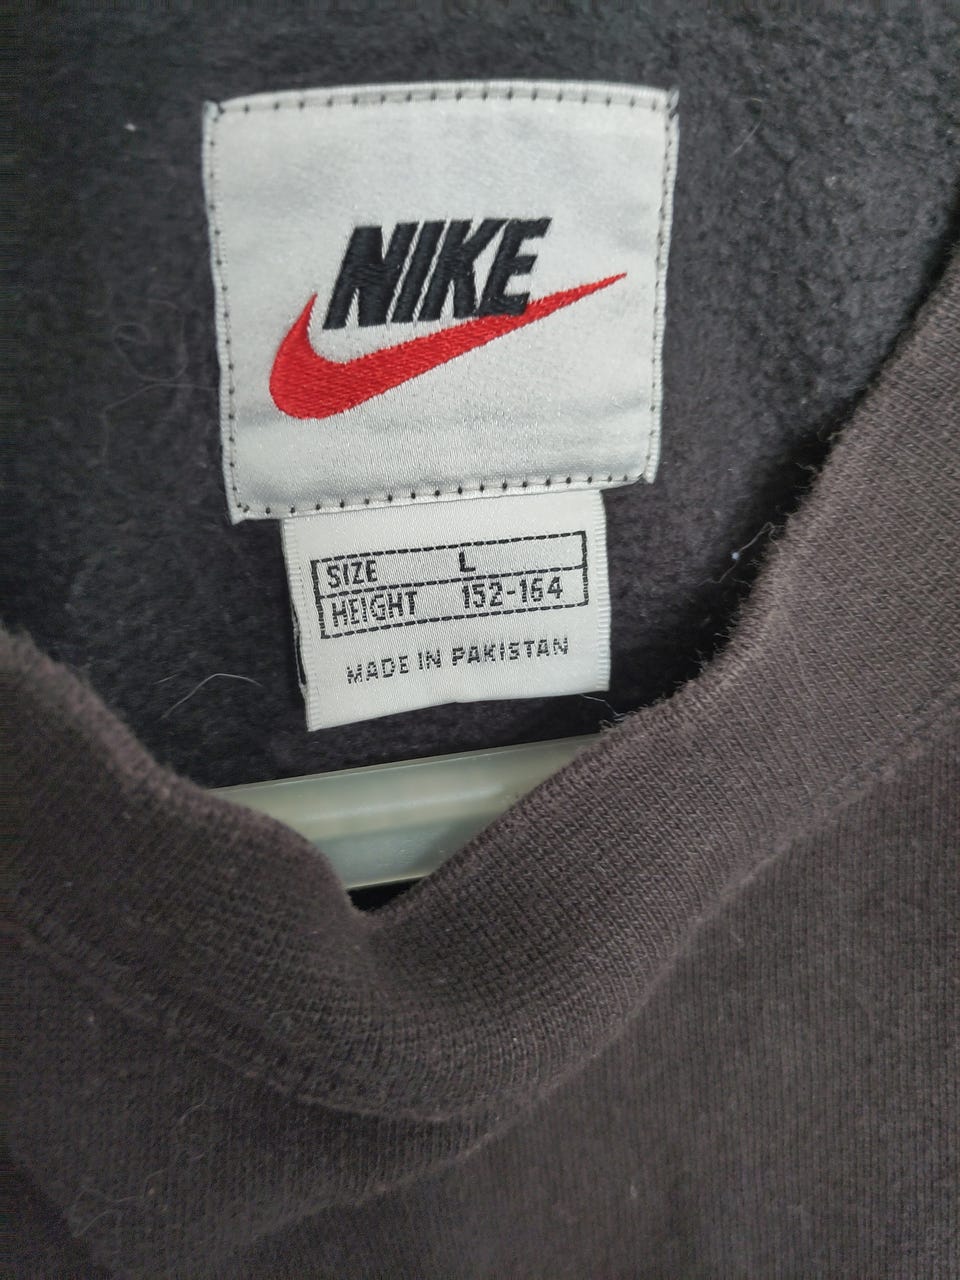 NIKE
SIZE L
HEIGHT 152-164
MADE IN PAKISTAN